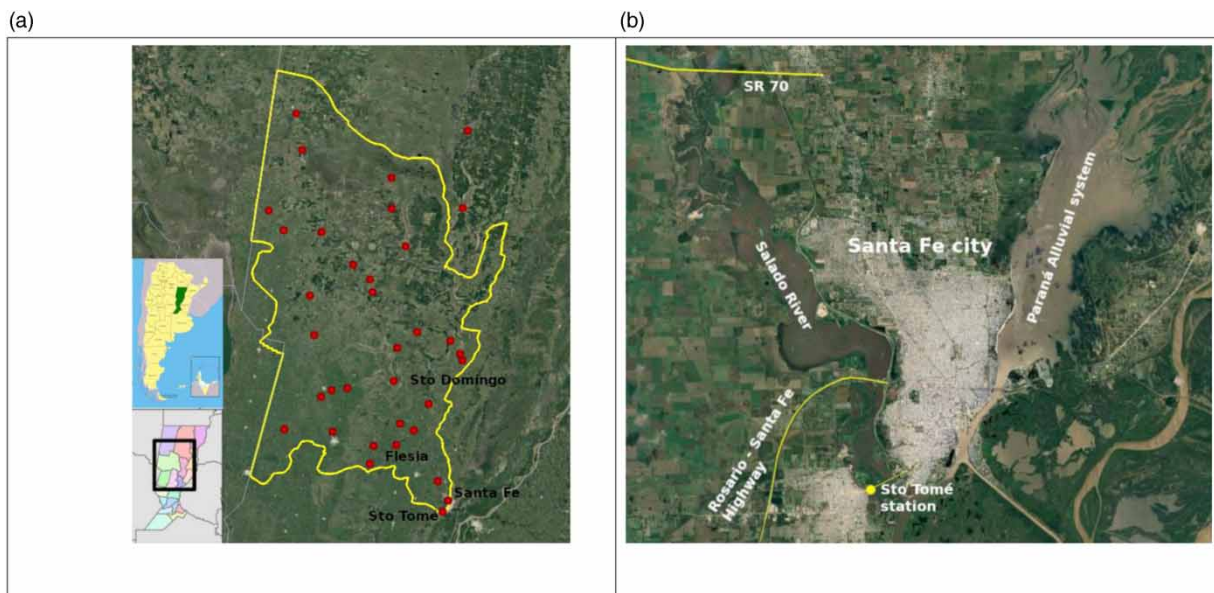 (a)
(b)
Sto Domingo
Flesia
Santa Fe
Sto Tome
SR 70
Santa Fe city
Salado River
Paraná Alluvial system
Rosario - Santa Fe
Highway
Sto Tomé
station